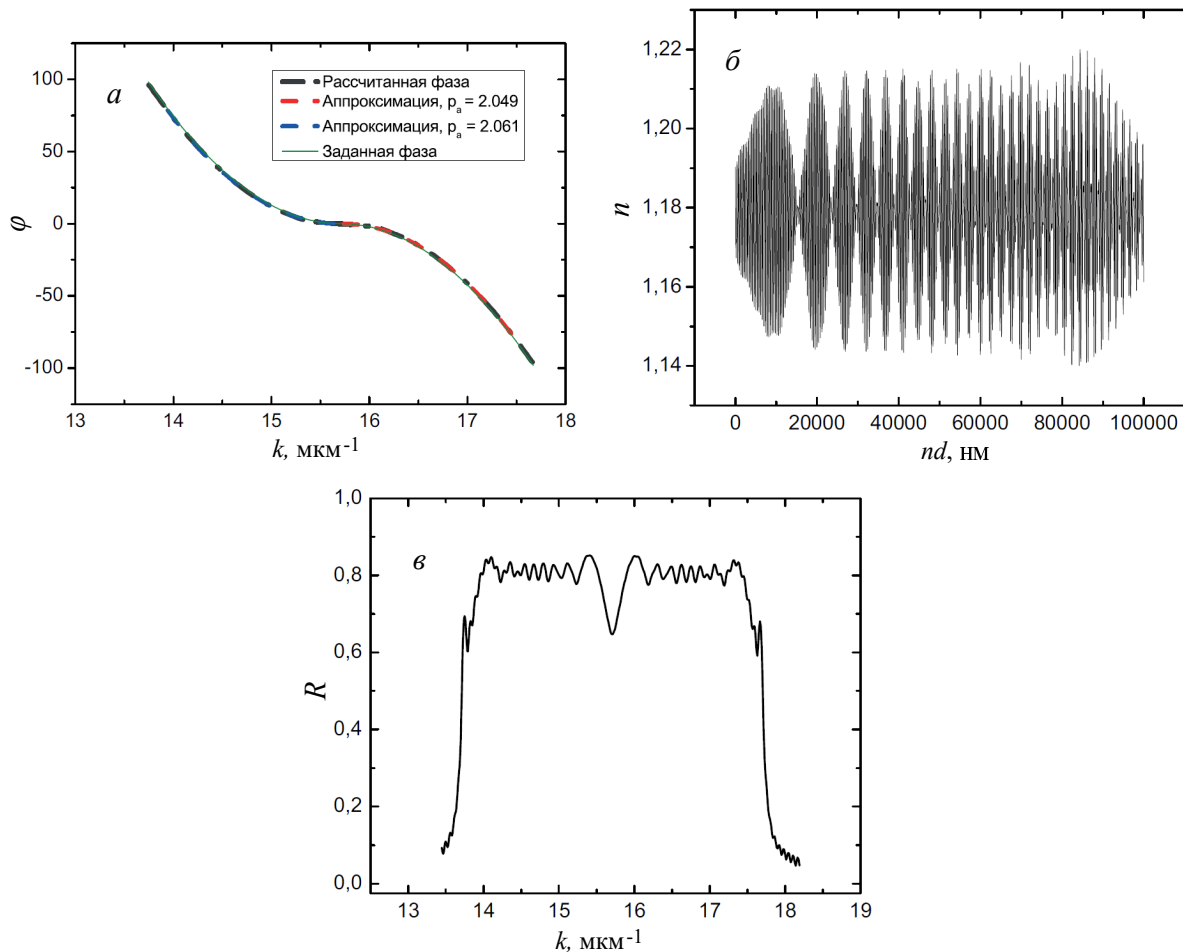 а
100
50
0
-50
-100
φ
Рассчитанная фаза
Аппроксимация, pa = 2.049
Аппроксимация, pa = 2.061
Заданная фаза
13 14 15 16 17 18
k, мкм-1
б
1,22
1,20
1,18
1,16
1,14
n
0 20000 40000 60000 80000 100000
nd, нм
в
1,0
0,8
0,6
0,4
0,2
0,0
R
13 14 15 16 17 18 19
k, мкм-1